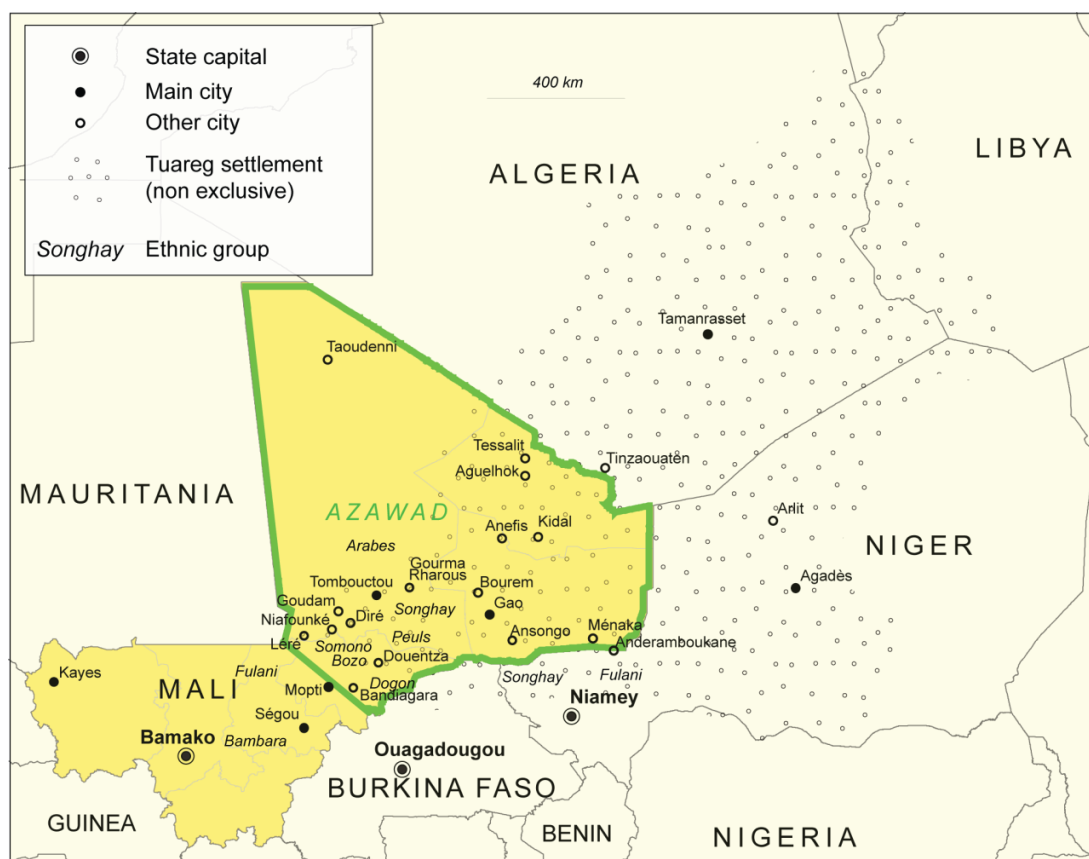 State capital
Main city
Other city
Tuareg settlement
(non exclusive)
Songhay Ethnic group
400 km
ALGERIA
LIBYA
Tamanrasset
Taoudenni
Tessalit
Aguelhök
Tinzaouatèn
MAURITANIA
AZAWAD
Arlit
Anefis
Kidal
NIGER
Arabes
Gourma
Rharous
Tombouctou
Bourem
Agadès
Goudam
Songhay
Gao
Niafounké
Diré
Léré
Somono
Peuls
Ansongo
Ménaka
Anderamboukane
Bozo
Douentza
Kayes
Fulani
MALI
Mopti
Dogon
Bandiagara
Songhay
Fulani
Niamey
Ségou
Bamako
Bambara
Ouagadougou
BURKINA FASO
GUINEA
BENIN
NIGERIA